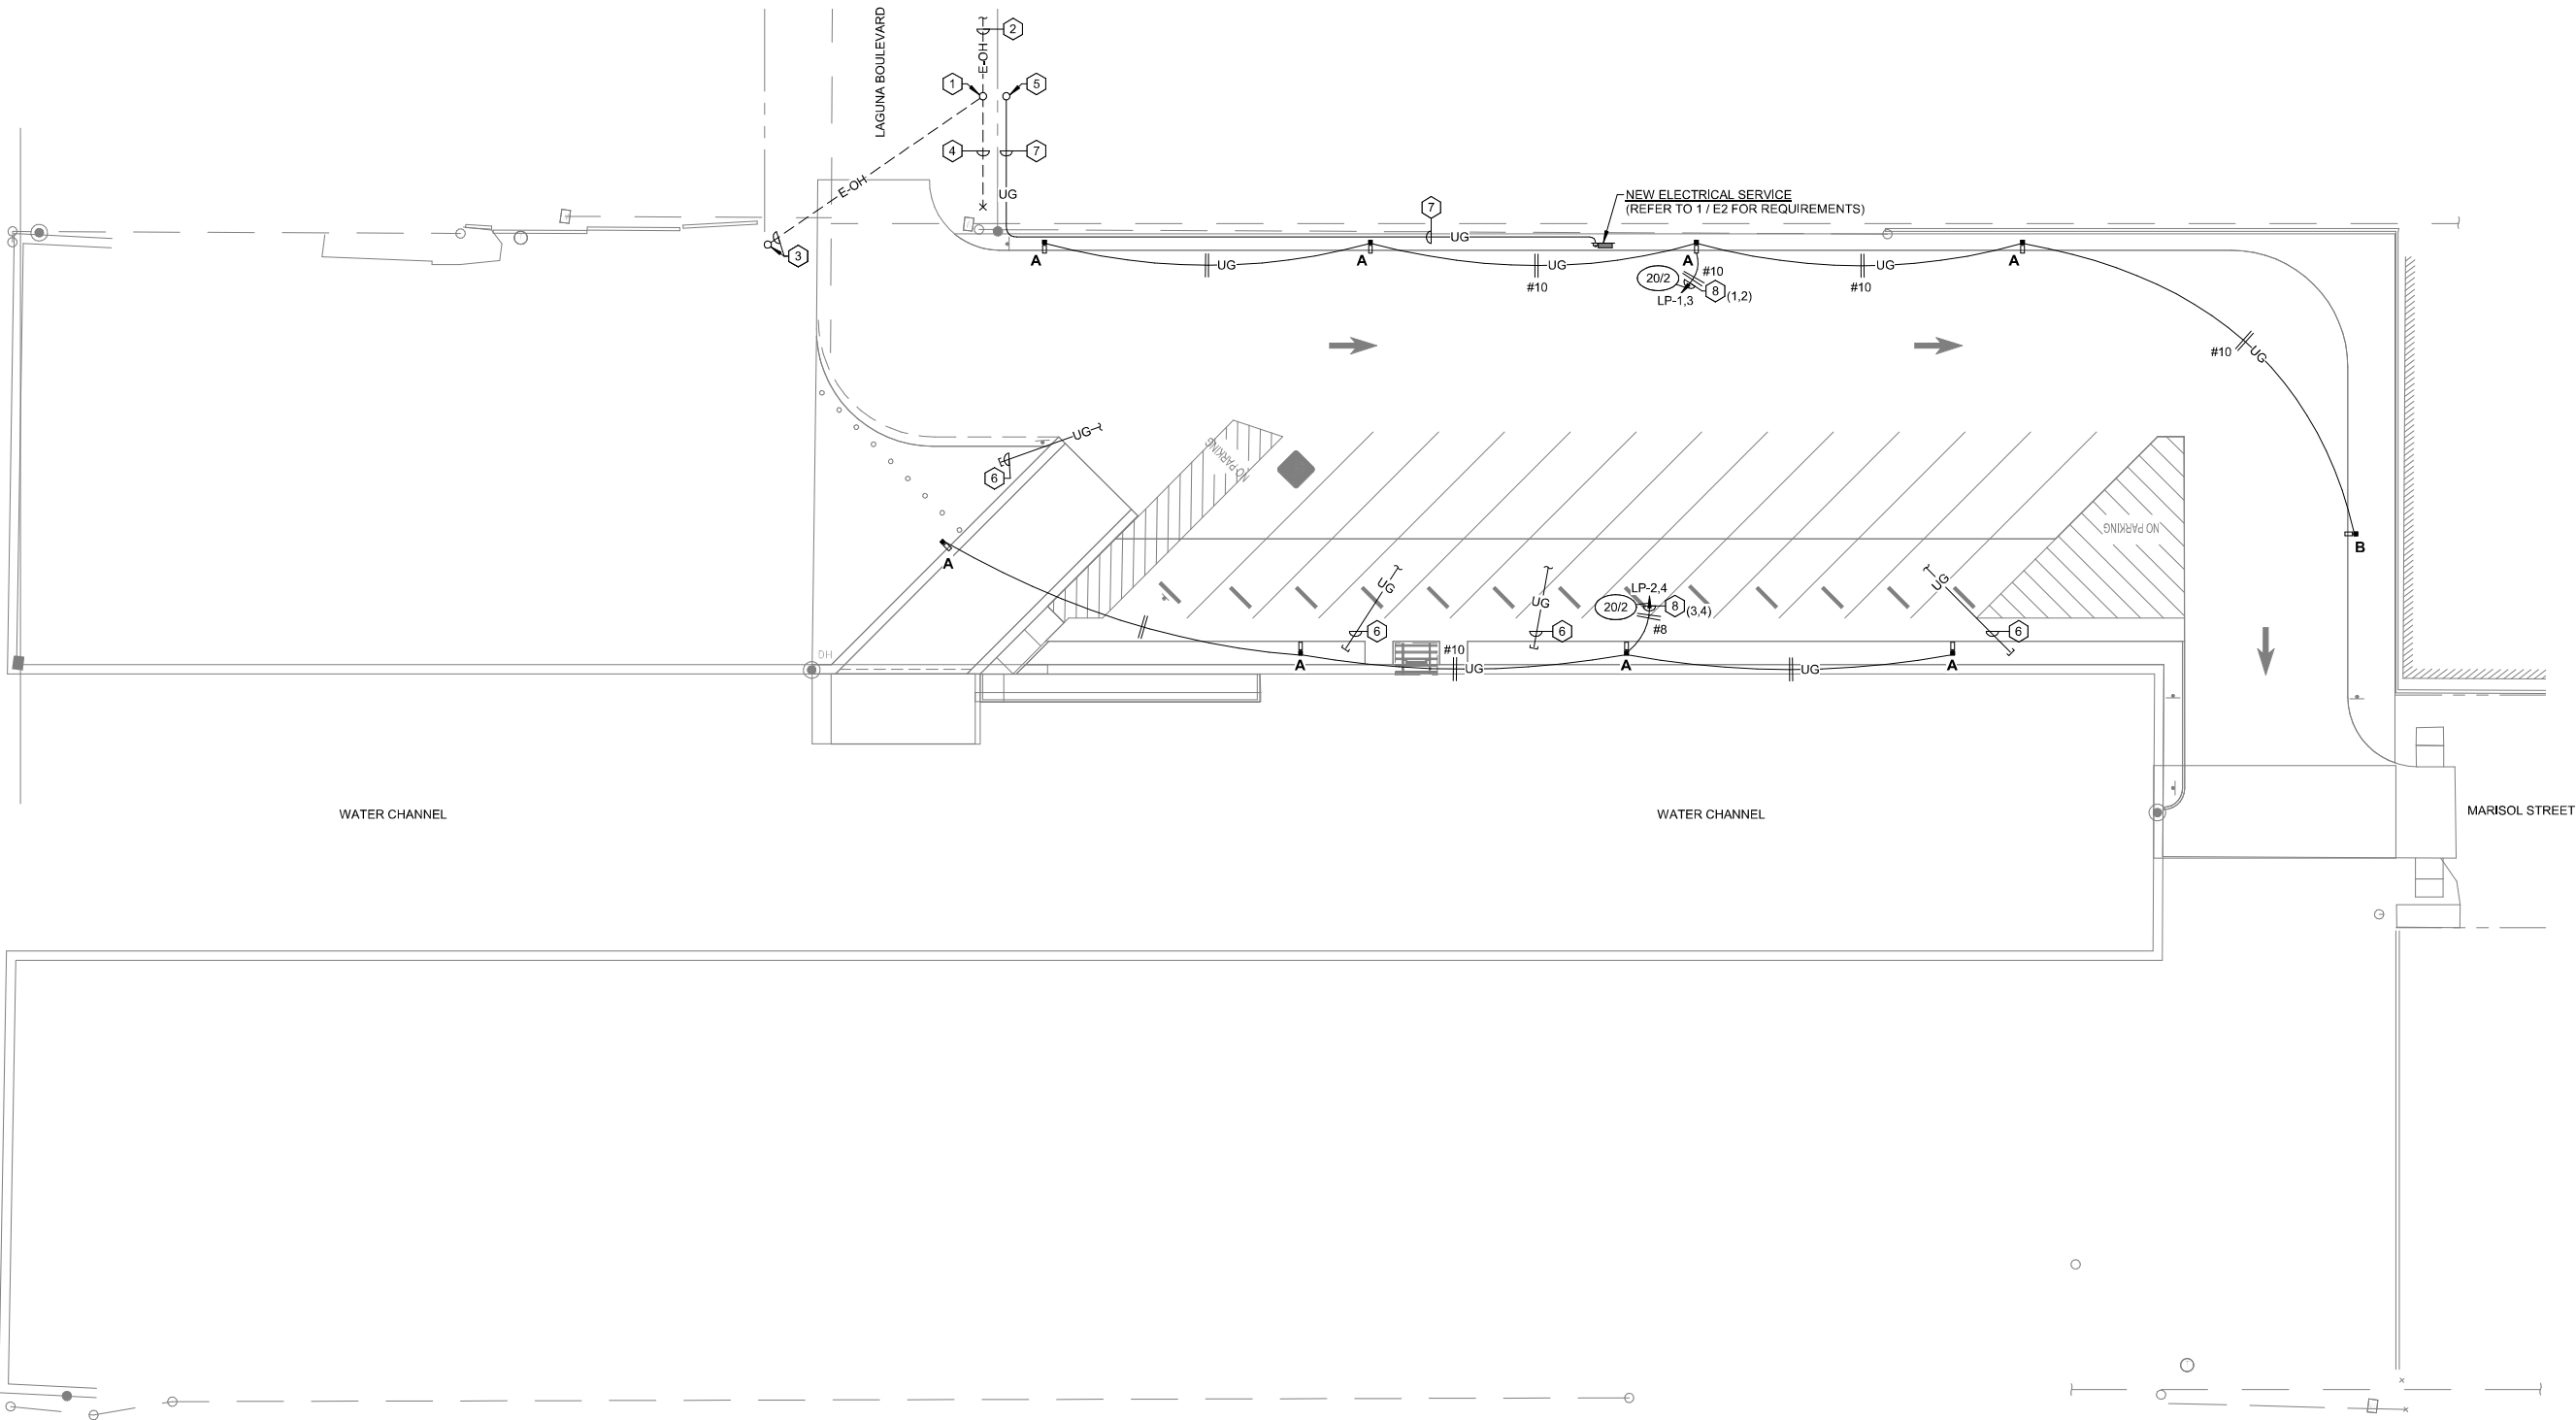 LAGUNA BOULEVARD
2
E-OH
1
5
4
7
UG
E-OH
3
7
NEW ELECTRICAL SERVICE
(REFER TO 1 / E2 FOR REQUIREMENTS)
UG
A
A
A
A
UG
UG
UG
#10
#10
#10
20/2
8
(1,2)
LP-1,3
#10
UG
UG
6
NO PARKING
NO PARKING
A
B
UG
UG
UG
LP-2,4
20/2
8
(3,4)
#8
6
6
6
OH
#10
UG
UG
A
A
A
WATER CHANNEL
WATER CHANNEL
MARISOL STREET